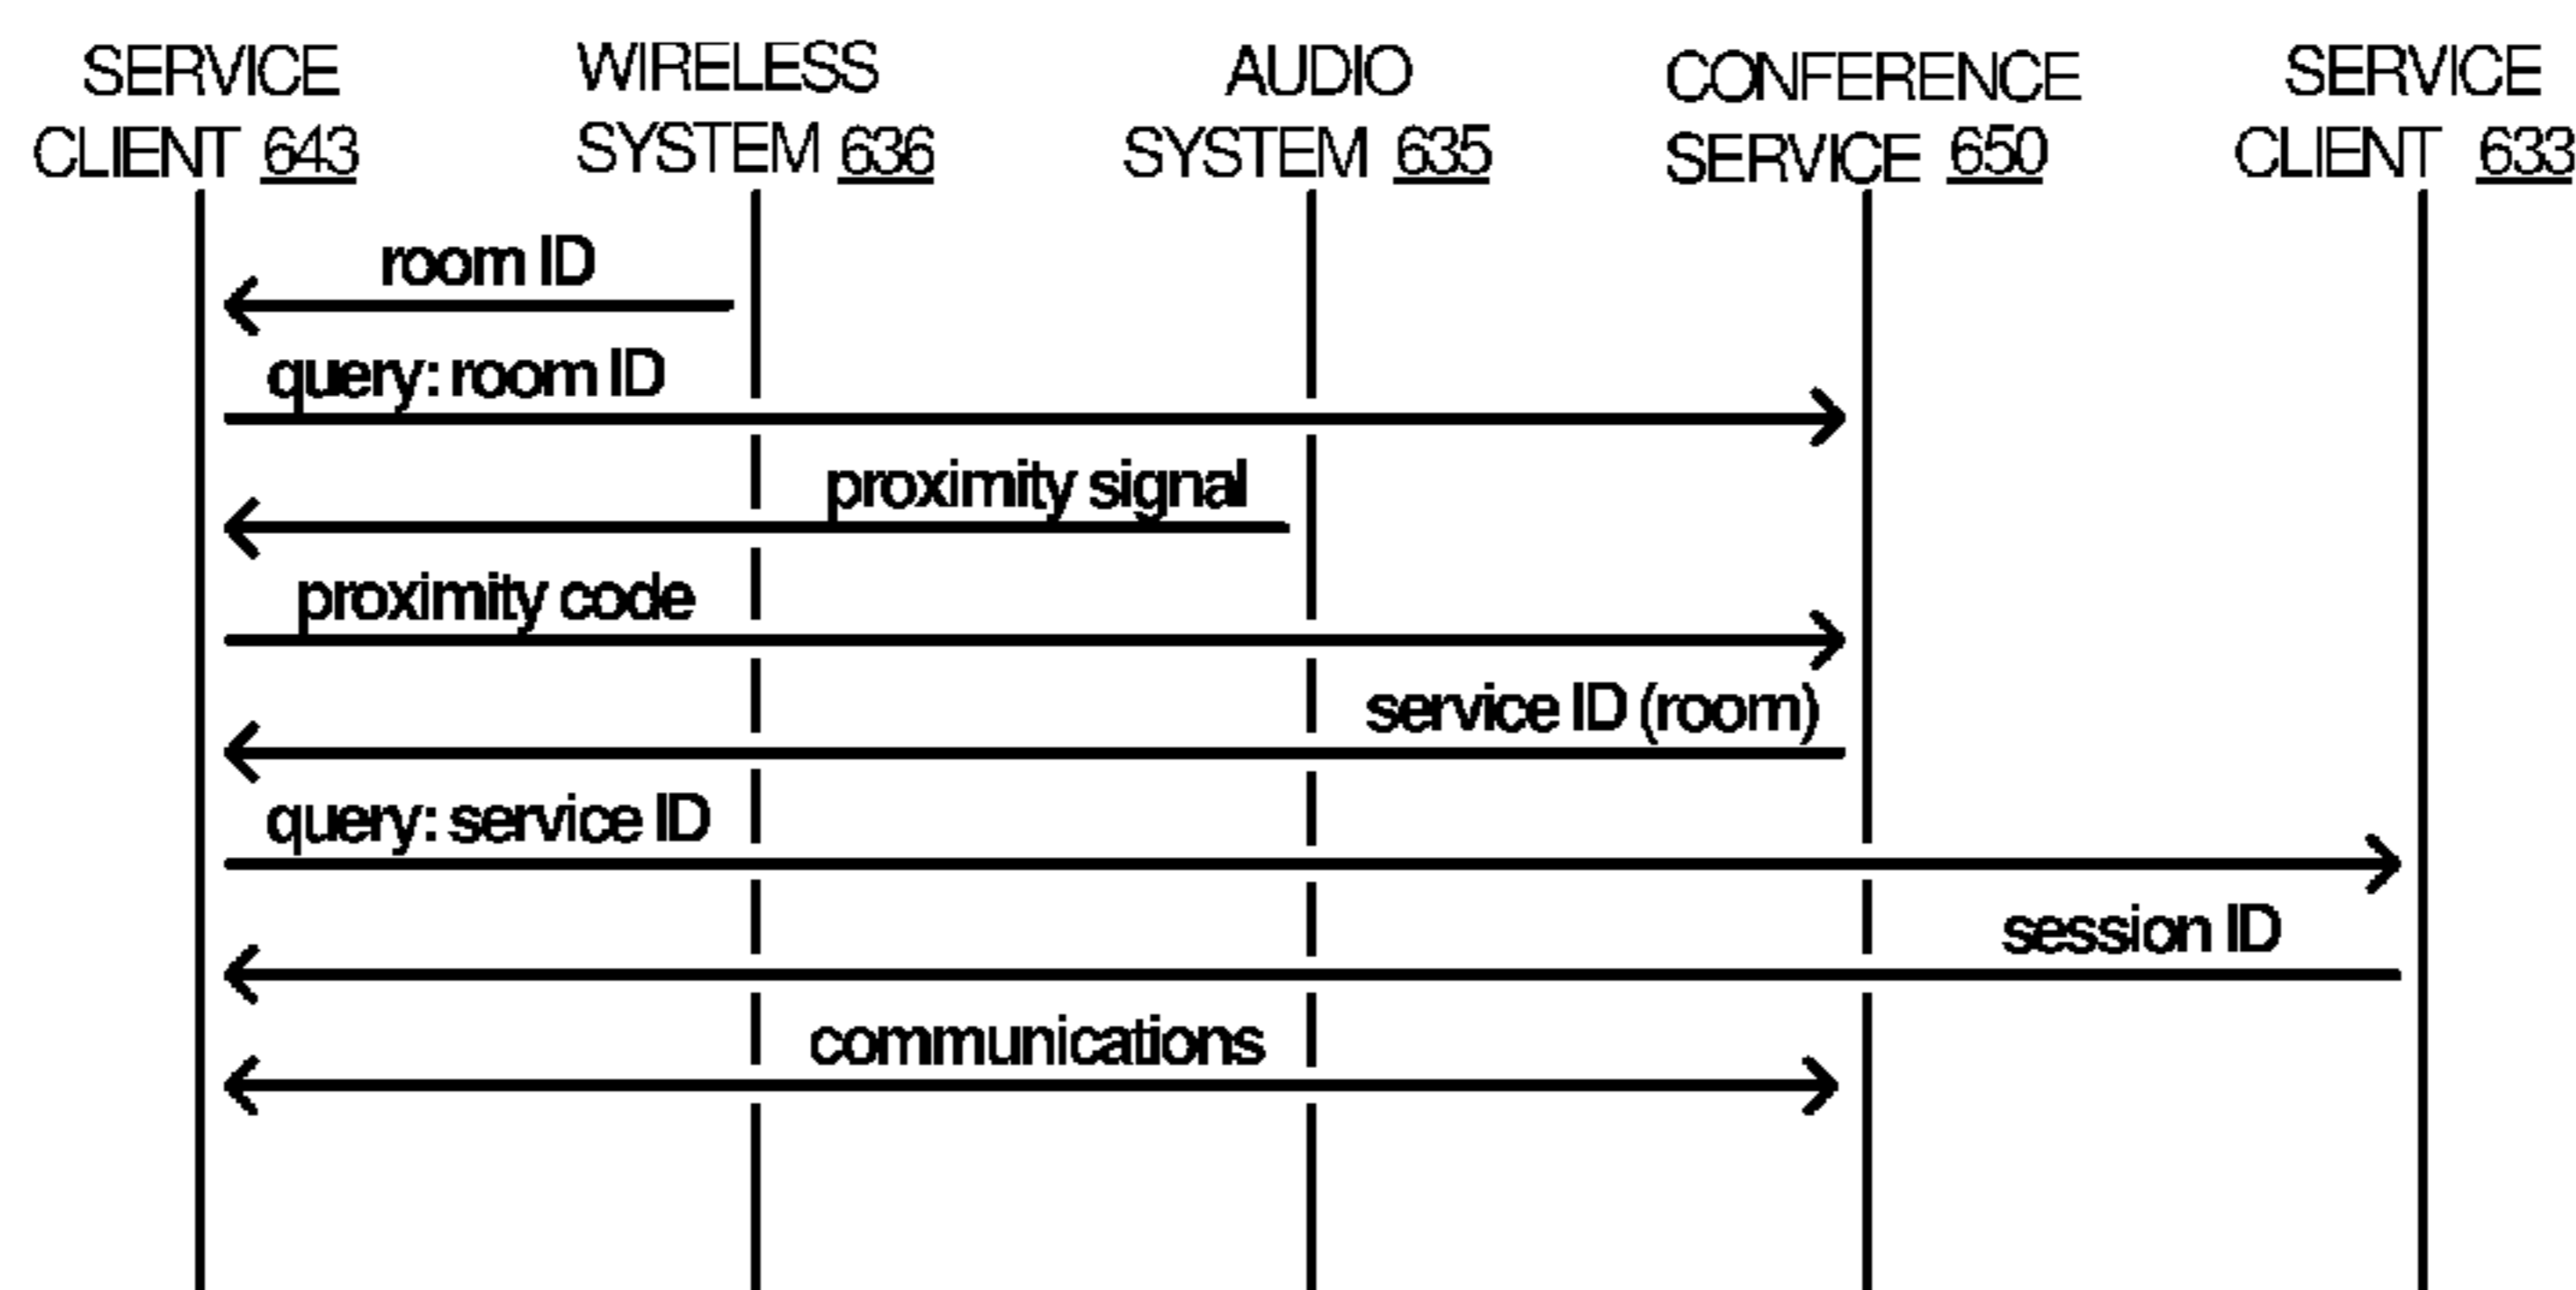 SERVICE
CLIENT 643
WIRELESS
SYSTEM 636
AUDIO
SYSTEM 635
CONFERENCE
SERVICE 650
SERVICE
CLIENT 633
room ID
query: room ID
proximity signal
proximity code
service ID (room)
query: service ID
session ID
communications